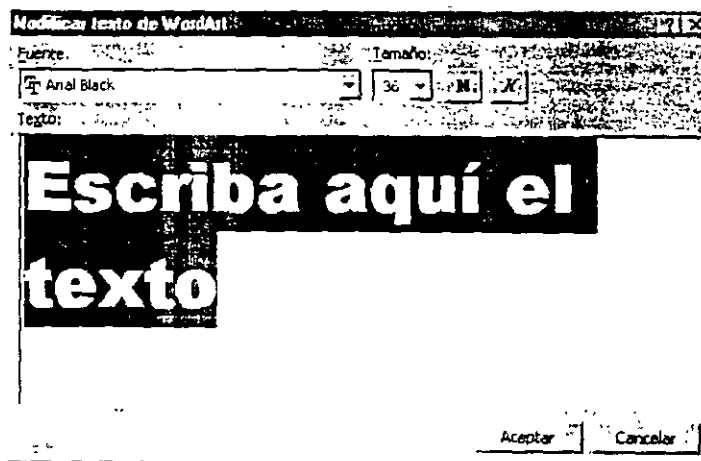 Modificar texto de WordArt ? X
Fuente: Tamaño:
Arial Black 36 N K
Texto:
Escriba aquí el
texto
Aceptar Cancelar